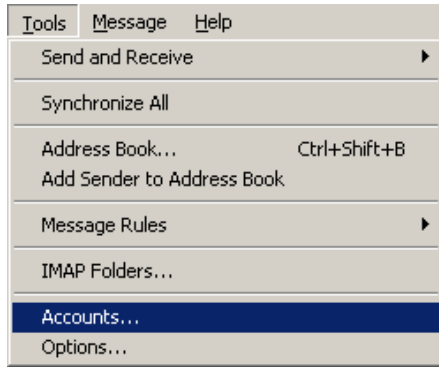 Tools Message Help
Send and Receive
Synchronize All
Address Book... Ctrl+Shift+B
Add Sender to Address Book
Message Rules
IMAP Folders...
Accounts...
Options...